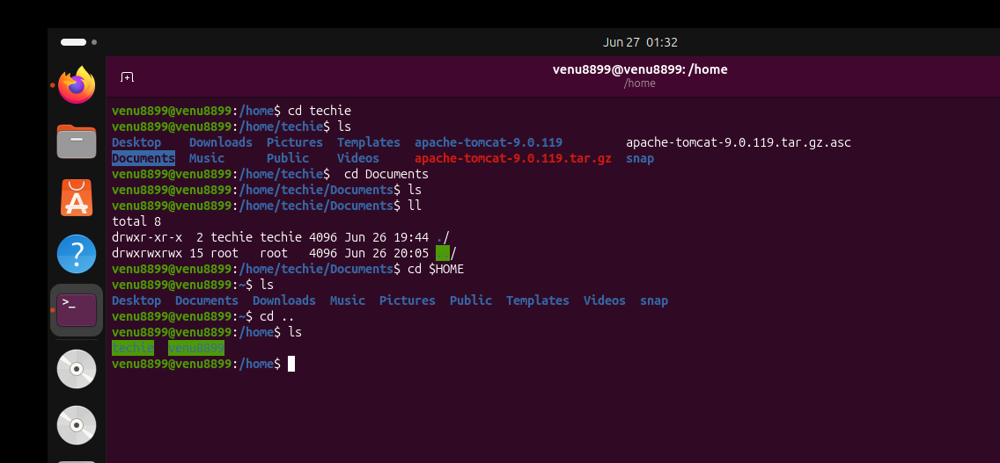 Jun 27 01:32
venu8899@venu8899: /home
/home
venu8899@venu8899:/home$ cd techie
venu8899@venu8899:/home/techie$ ls
Desktop Downloads Pictures Templates apache-tomcat-9.0.119 apache-tomcat-9.0.119.tar.gz.asc
Documents Music Public Videos apache-tomcat-9.0.119.tar.gz snap
venu8899@venu8899:/home/techie$ cd Documents
venu8899@venu8899:/home/techie/Documents$ ls
venu8899@venu8899:/home/techie/Documents$ ll
total 8
drwxr-xr-x 2 techie techie 4096 Jun 26 19:44 ./
drwxrwxrwx 15 root root 4096 Jun 26 20:05 ../
venu8899@venu8899:/home/techie/Documents$ cd $HOME
venu8899@venu8899:~$ ls
Desktop Documents Downloads Music Pictures Public Templates Videos snap
venu8899@venu8899:~$ cd ..
venu8899@venu8899:/home$ ls
techie venu8899
venu8899@venu8899:/home$